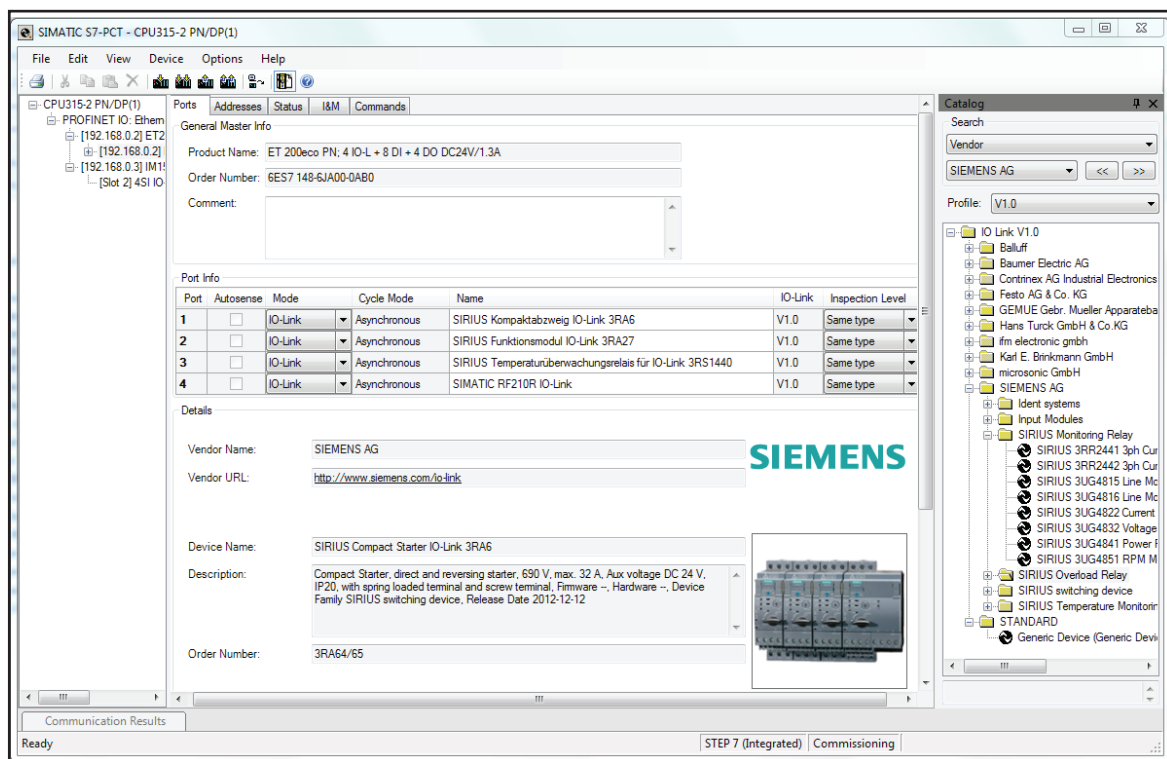 SIMATIC S7-PCT - CPU315-2 PN/DP(1)
File Edit View Device Options Help
CPU315-2 PN/DP(1)
PROFINET IO: Ethern
[192.168.0.2] ET2
[192.168.0.2]
[192.168.0.3] IM15
[Slot 2] 4SI IO
Ports Addresses Status I&M Commands
General Master Info
Product Name: ET 200eco PN; 4 IO-L + 8 DI + 4 DO DC24V/1.3A
Order Number: 6ES7 148-6JA00-0AB0
Comment:
Port Info
Port Autosense Mode Cycle Mode Name IO-Link Inspection Level
1 IO-Link Asynchronous SIRIUS Kompaktabzweig IO-Link 3RA6 V1.0 Same type
2 IO-Link Asynchronous SIRIUS Funktionsmodul IO-Link 3RA27 V1.0 Same type
3 IO-Link Asynchronous SIRIUS Temperaturüberwachungsrelais für IO-Link 3RS1440 V1.0 Same type
4 IO-Link Asynchronous SIMATIC RF210R IO-Link V1.0 Same type
Details
Vendor Name: SIEMENS AG
SIEMENS
Vendor URL: http://www.siemens.com/io-link
Device Name: SIRIUS Compact Starter IO-Link 3RA6
Description: Compact Starter, direct and reversing starter, 690 V, max. 32 A, Aux voltage DC 24 V,
IP20, with spring loaded terminal and screw terminal, Firmware --, Hardware --, Device
Family SIRIUS switching device, Release Date 2012-12-12
Order Number: 3RA64/65
Catalog
Search
Vendor
SIEMENS AG << >>
Profile: V1.0
IO Link V1.0
Balluff
Baumer Electric AG
Contrinex AG Industrial Electronics
Festo AG & Co. KG
GEMUE Gebr. Mueller Apparateba
Hans Turck GmbH & Co.KG
ifm electronic gmbh
Karl E. Brinkmann GmbH
microsonic GmbH
SIEMENS AG
Ident systems
Input Modules
SIRIUS Monitoring Relay
SIRIUS 3RR2441 3ph Cur
SIRIUS 3RR2442 3ph Cur
SIRIUS 3UG4815 Line Mo
SIRIUS 3UG4816 Line Mo
SIRIUS 3UG4822 Current
SIRIUS 3UG4832 Voltage
SIRIUS 3UG4841 Power F
SIRIUS 3UG4851 RPM M
SIRIUS Overload Relay
SIRIUS switching device
SIRIUS Temperature Monitorin
STANDARD
Generic Device (Generic Devi
Communication Results
Ready STEP 7 (Integrated) Commissioning